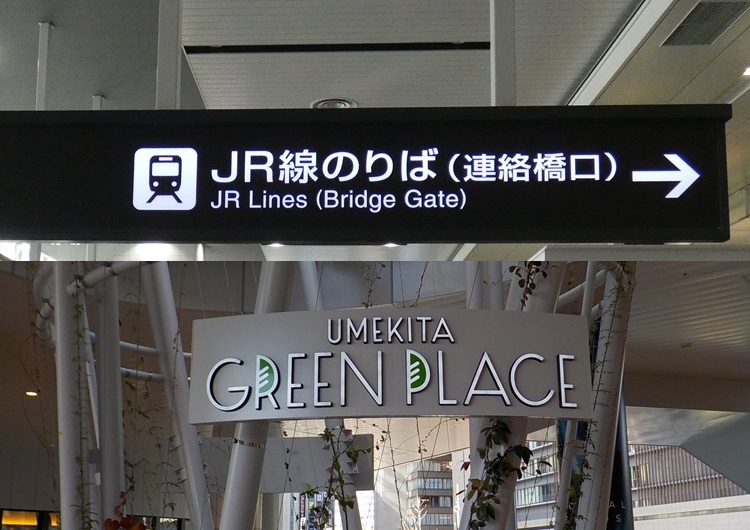 JR線のりば(連絡橋口)
JR Lines (Bridge Gate)
UMEKITA
GREEN PLACE